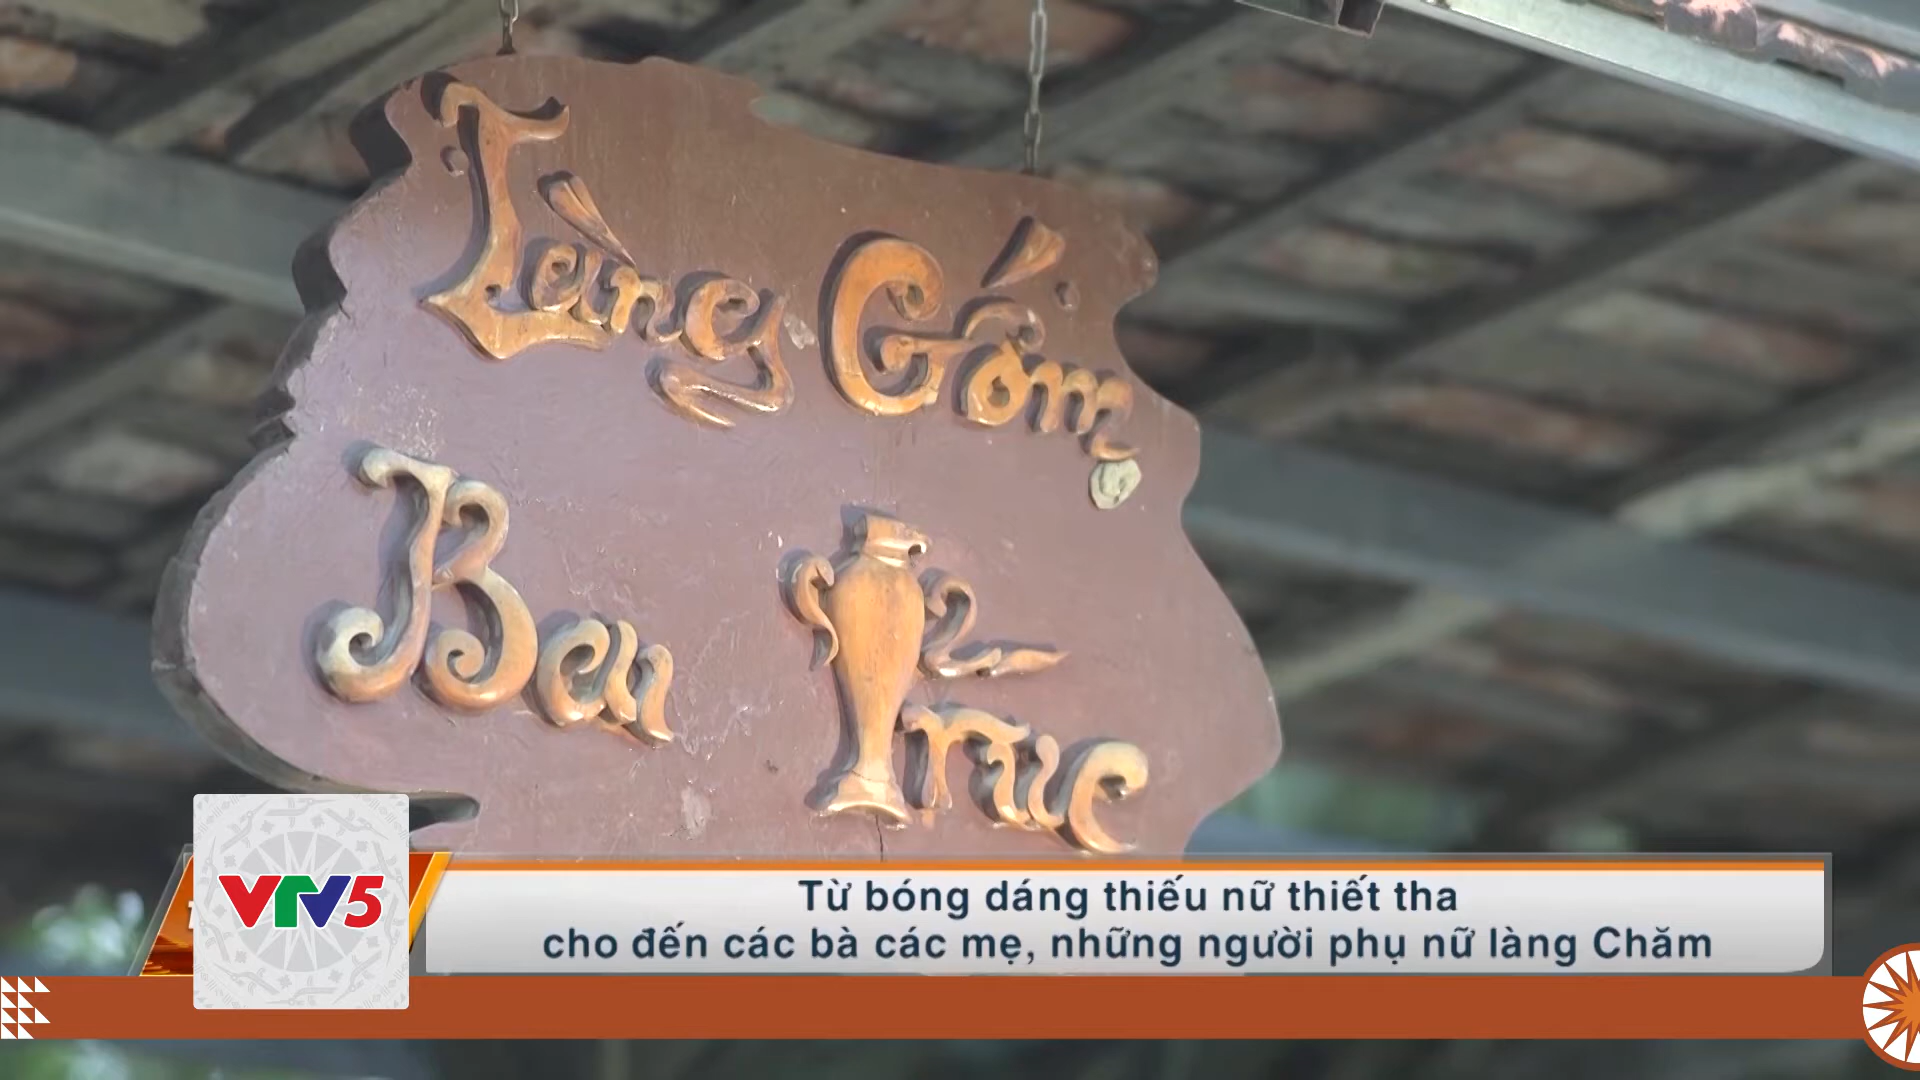 Làng Gốm
Bàu Trúc
VTV5
Từ bóng dáng thiếu nữ thiết tha
cho đến các bà các mẹ, những người phụ nữ làng Chăm